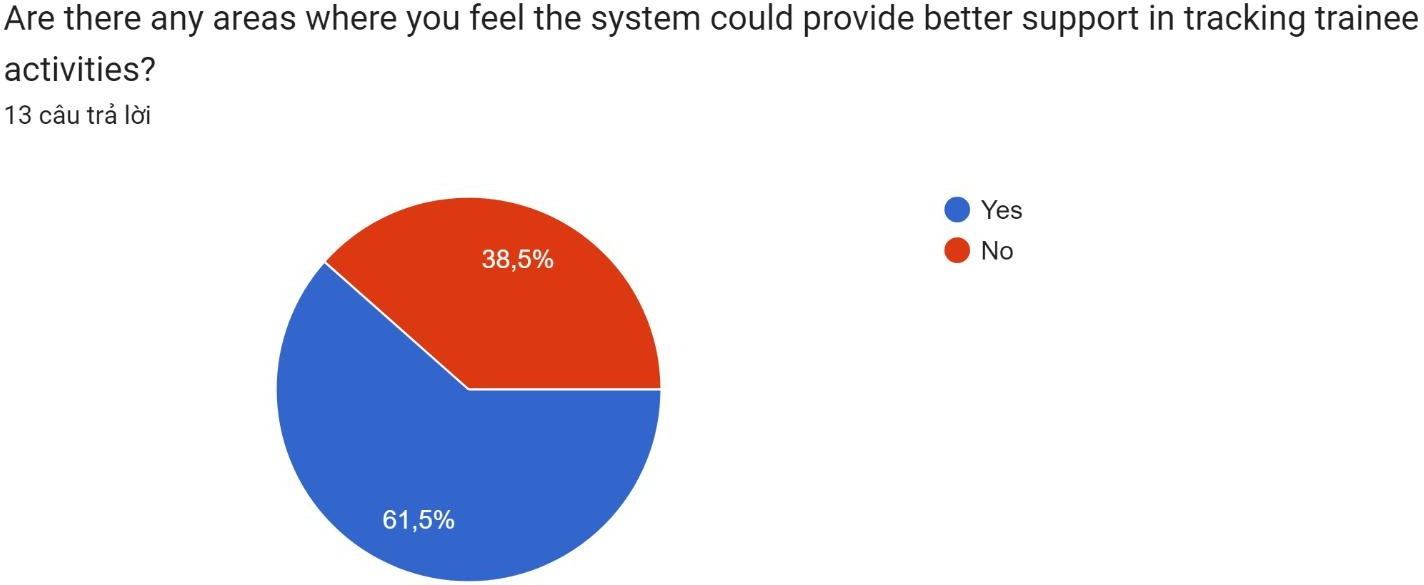 Are there any areas where you feel the system could provide better support in tracking trainee
activities?
13 câu trả lời
Yes
No
38,5%
61,5%